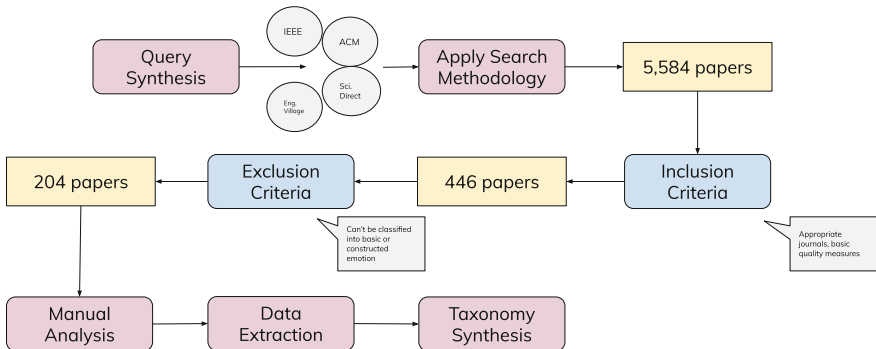 Query
Synthesis
IEEE
ACM
Eng.
Village
Sci.
Direct
Apply Search
Methodology
5,584 papers
204 papers
Exclusion
Criteria
446 papers
Inclusion
Criteria
Can't be classified
into basic or
constructed
emotion
Appropriate
journals, basic
quality measures
Manual
Analysis
Data
Extraction
Taxonomy
Synthesis